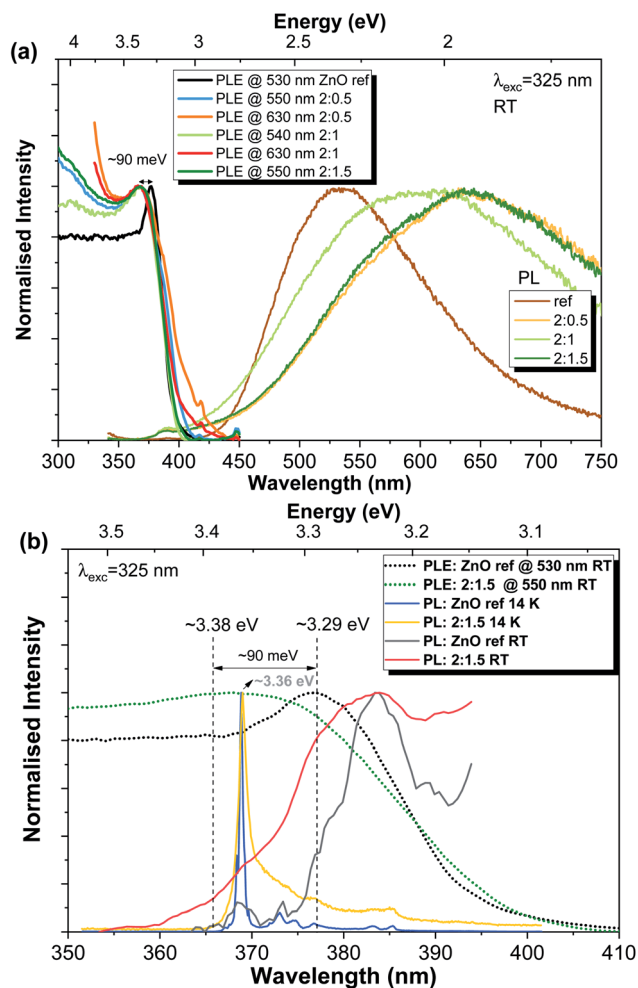 Energy (eV)
4 3.5 3 2.5 2
(a)
PLE @ 530 nm ZnO ref
PLE @ 550 nm 2:0.5
PLE @ 630 nm 2:0.5
PLE @ 540 nm 2:1
PLE @ 630 nm 2:1
PLE @ 550 nm 2:1.5
λexc=325 nm
RT
~90 meV
Normalised Intensity
PL
ref
2:0.5
2:1
2:1.5
300 350 400 450 500 550 600 650 700 750
Wavelength (nm)
Energy (eV)
3.5 3.4 3.3 3.2 3.1
(b)
λexc=325 nm
PLE: ZnO ref @ 530 nm RT
PLE: 2:1.5 @ 550 nm RT
PL: ZnO ref 14 K
PL: 2:1.5 14 K
PL: ZnO ref RT
PL: 2:1.5 RT
~3.38 eV ~3.29 eV
~90 meV
~3.36 eV
Normalised Intensity
350 360 370 380 390 400 410
Wavelength (nm)